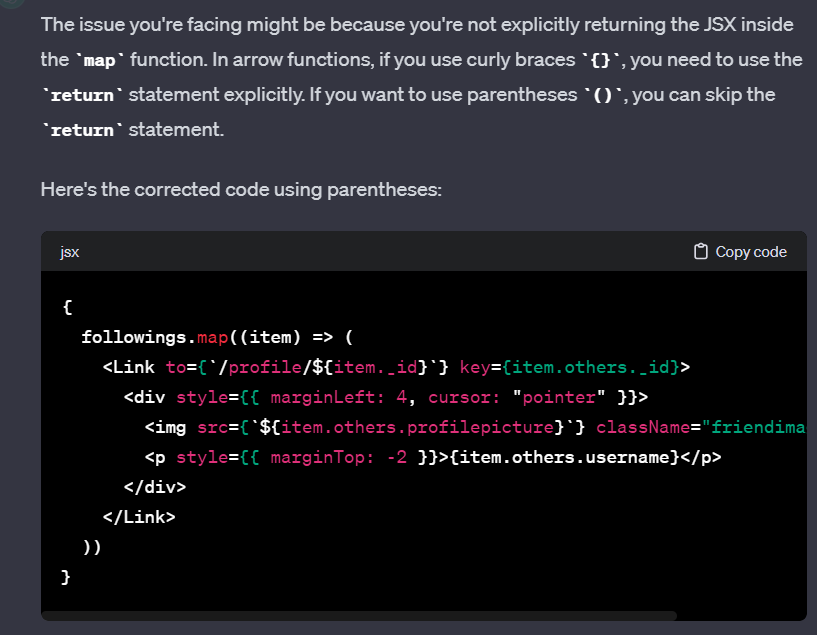 The issue you're facing might be because you're not explicitly returning the JSX inside
the `map` function. In arrow functions, if you use curly braces `{}`, you need to use the
`return` statement explicitly. If you want to use parentheses `()`, you can skip the
`return` statement.
Here's the corrected code using parentheses:
jsx Copy code
{
  followings.map((item) => (
    <Link to={`/profile/${item._id}`} key={item.others._id}>
      <div style={{ marginLeft: 4, cursor: "pointer" }}>
        <img src={`${item.others.profilepicture}`} className="friendima
        <p style={{ marginTop: -2 }}>{item.others.username}</p>
      </div>
    </Link>
  ))
}